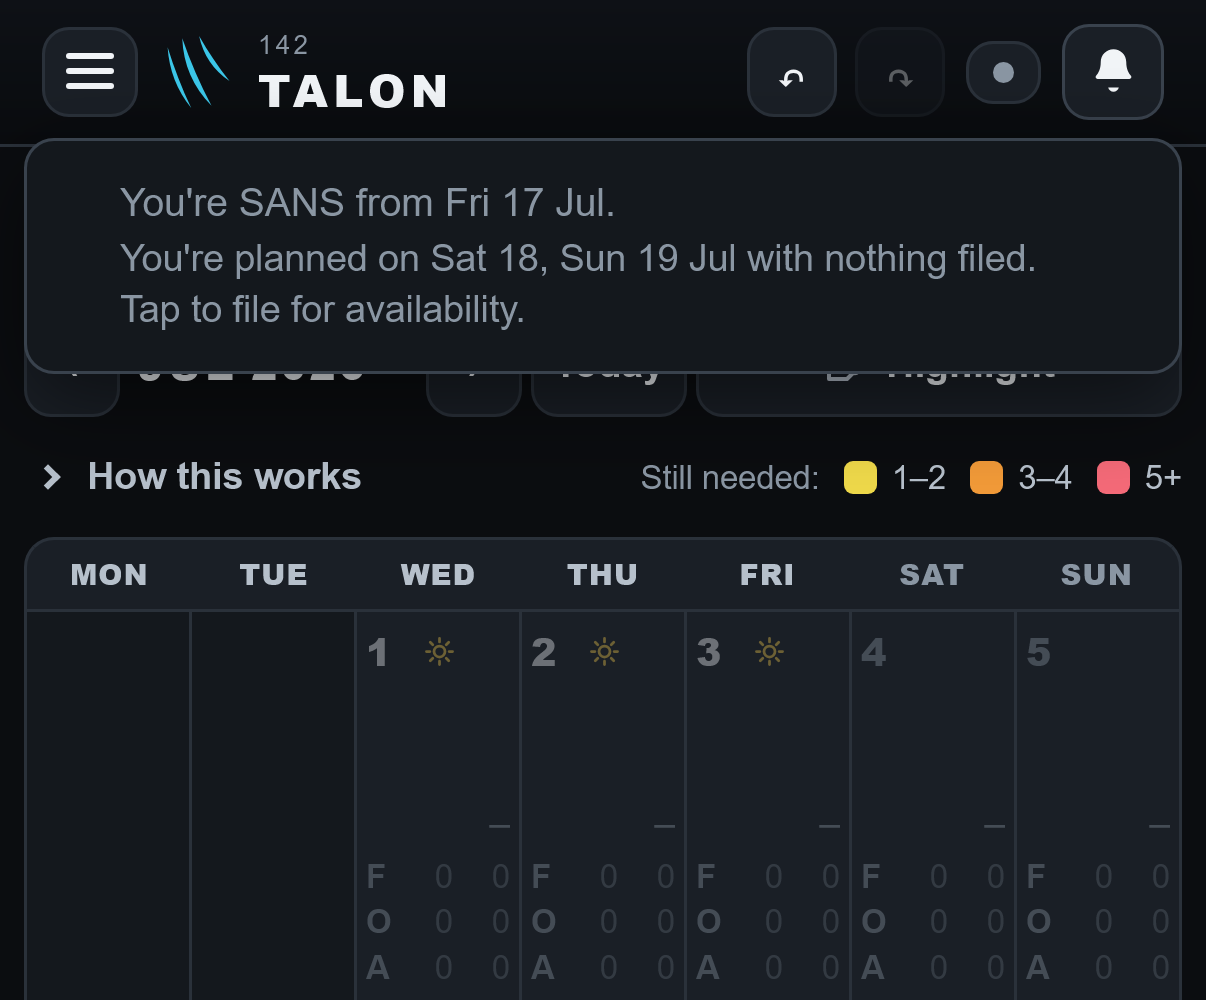 142
TALON
You're SANS from Fri 17 Jul.
You're planned on Sat 18, Sun 19 Jul with nothing filed.
Tap to file for availability.
Today Highlight
How this works Still needed: 1–2 3–4 5+
MON TUE WED THU FRI SAT SUN
1 2 3 4 5
– – – – –
F 0 0 F 0 0 F 0 0 F 0 0 F 0 0
O 0 0 O 0 0 O 0 0 O 0 0 O 0 0
A 0 0 A 0 0 A 0 0 A 0 0 A 0 0